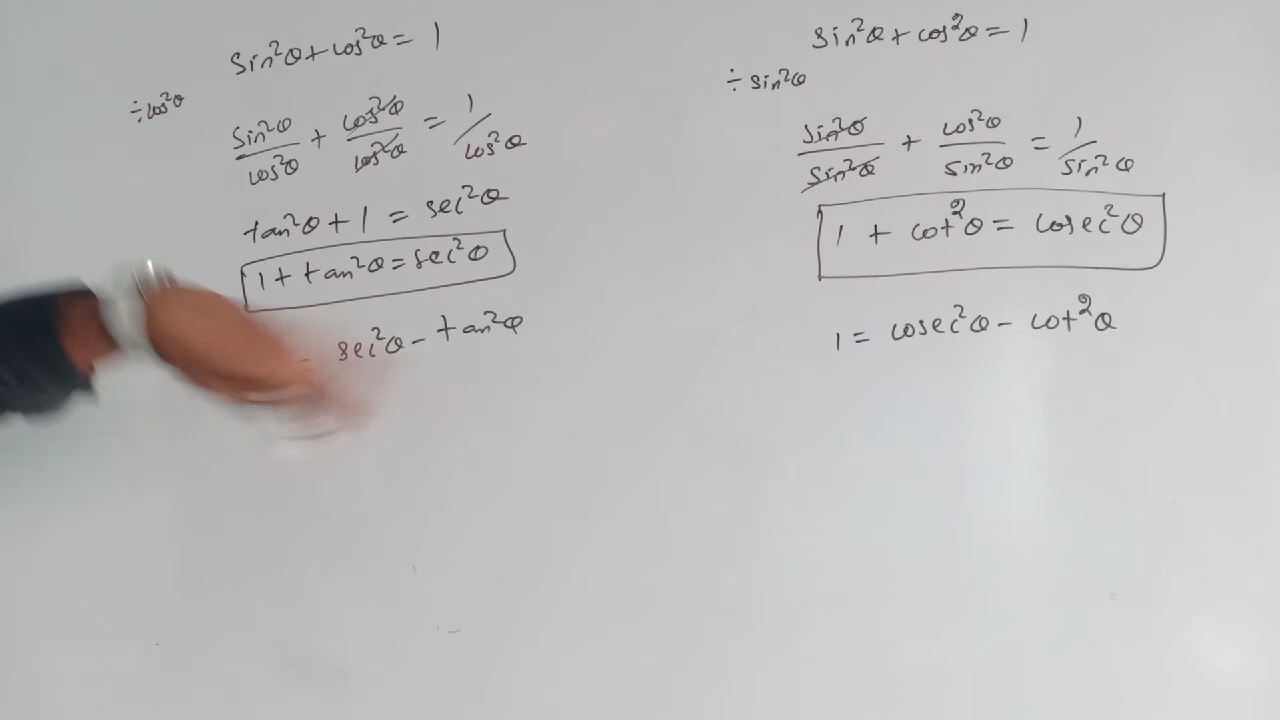 sin²θ + cos²θ = 1
÷ cos²θ
sin²θ/cos²θ + cos²θ/cos²θ = 1/cos²θ
tan²θ + 1 = sec²θ
1 + tan²θ = sec²θ
= sec²θ - tan²θ
sin²θ + cos²θ = 1
÷ sin²θ
sin²θ/sin²θ + cos²θ/sin²θ = 1/sin²θ
1 + cot²θ = cosec²θ
1 = cosec²θ - cot²θ